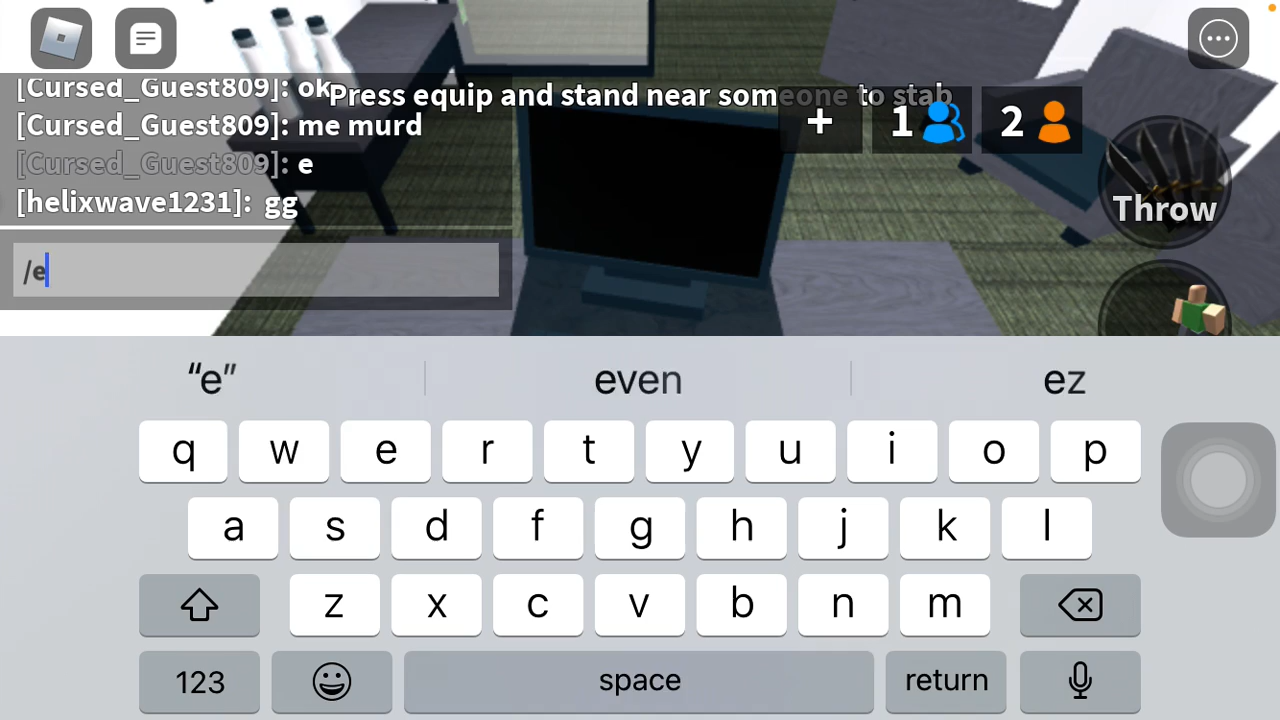 [Cursed_Guest809]: ok
Press equip and stand near someone to stab
[Cursed_Guest809]: me murd
+ 1 2
[Cursed_Guest809]: e
[helixwave1231]: gg
Throw
/e
“e” even ez
q w e r t y u i o p
a s d f g h j k l
z x c v b n m
123 space return